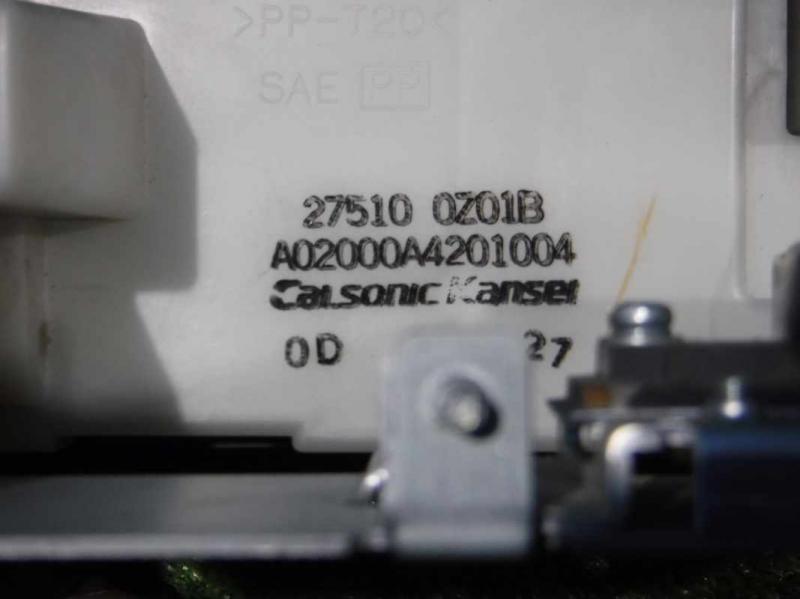 >PP-T20<
SAE PP
27510 0Z01B
A02000A4201004
Calsonic Kansei
0D 27